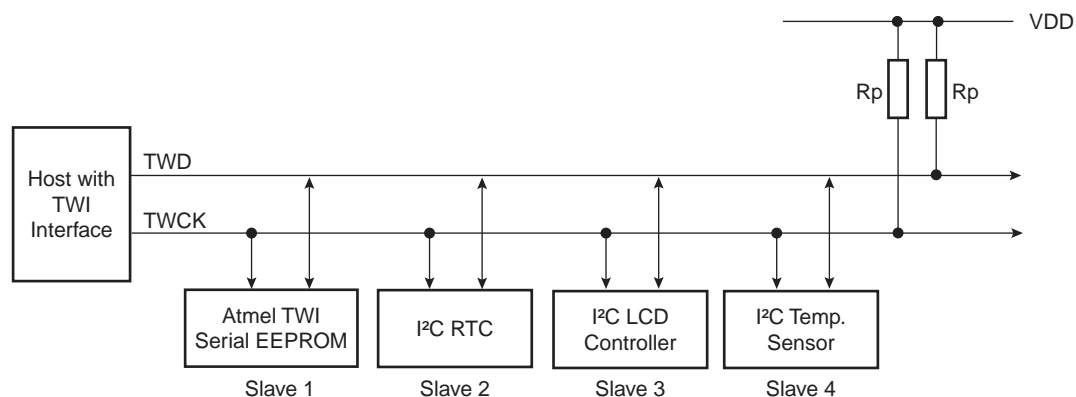 VDD
Rp
Rp
Host with
TWI
Interface
TWD
TWCK
Atmel TWI
Serial EEPROM
Slave 1
I²C RTC
Slave 2
I²C LCD
Controller
Slave 3
I²C Temp.
Sensor
Slave 4